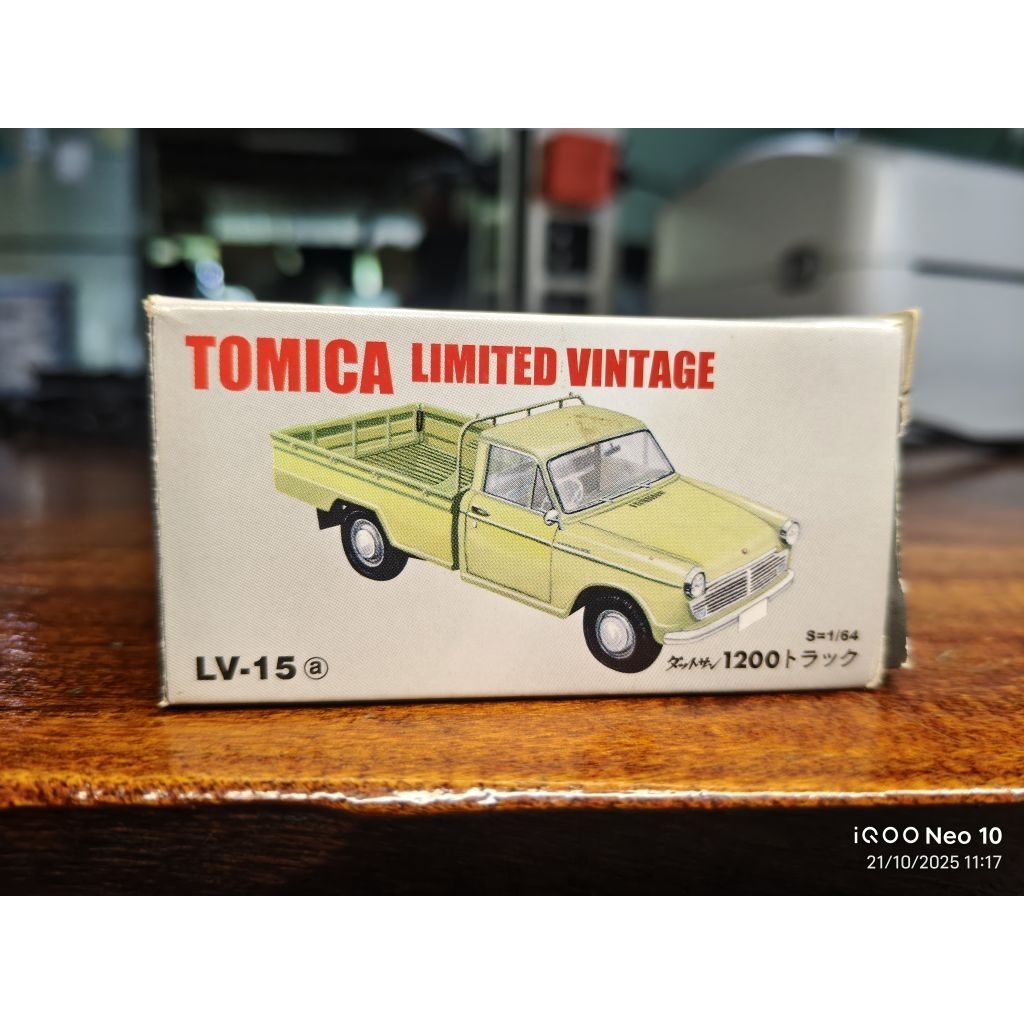 TOMICA LIMITED VINTAGE
S=1/64
LV-15 ⓐ
ダットサン 1200トラック
iQOO Neo 10
21/10/2025 11:17